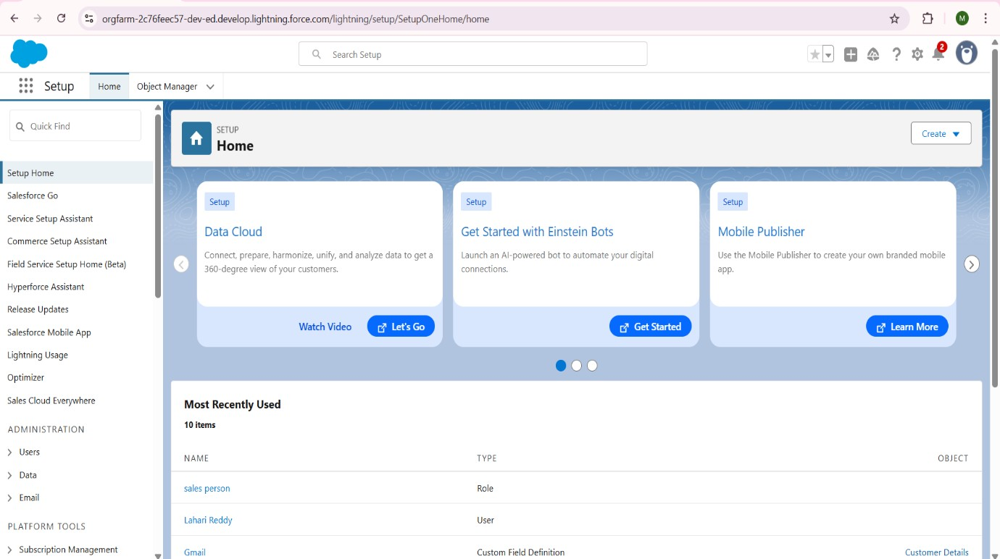 orgfarm-2c76feec57-dev-ed.develop.lightning.force.com/lightning/setup/SetupOneHome/home
M
Search Setup
2
Setup
Home
Object Manager
Quick Find
Setup Home
Salesforce Go
Service Setup Assistant
Commerce Setup Assistant
Field Service Setup Home (Beta)
Hyperforce Assistant
Release Updates
Salesforce Mobile App
Lightning Usage
Optimizer
Sales Cloud Everywhere
ADMINISTRATION
Users
Data
Email
PLATFORM TOOLS
Subscription Management
SETUP
Home
Create
Setup
Data Cloud
Connect, prepare, harmonize, unify, and analyze data to get a
360-degree view of your customers.
Watch Video
Let's Go
Setup
Get Started with Einstein Bots
Launch an AI-powered bot to automate your digital
connections.
Get Started
Setup
Mobile Publisher
Use the Mobile Publisher to create your own branded mobile
app.
Learn More
Most Recently Used
10 items
NAME TYPE OBJECT
sales person Role
Lahari Reddy User
Gmail Custom Field Definition Customer Details